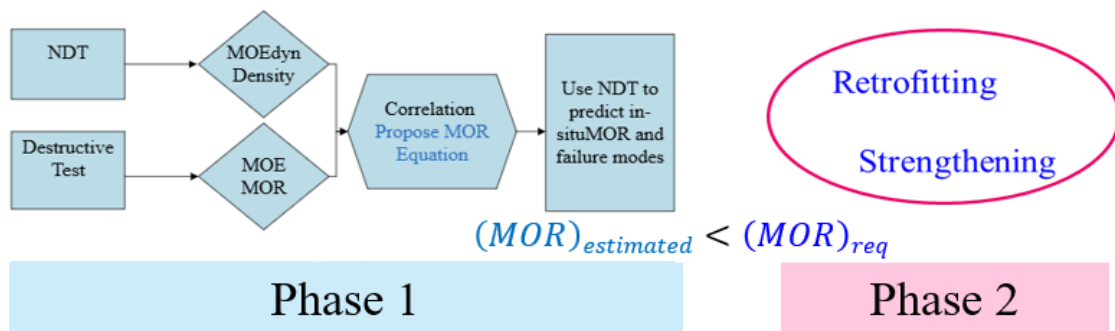 NDT
MOEdyn
Density
Destructive
Test
MOE
MOR
Correlation
Propose MOR
Equation
Use NDT to
predict in-
situMOR and
failure modes
Retrofitting
Strengthening
(MOR)estimated < (MOR)req
Phase 1
Phase 2